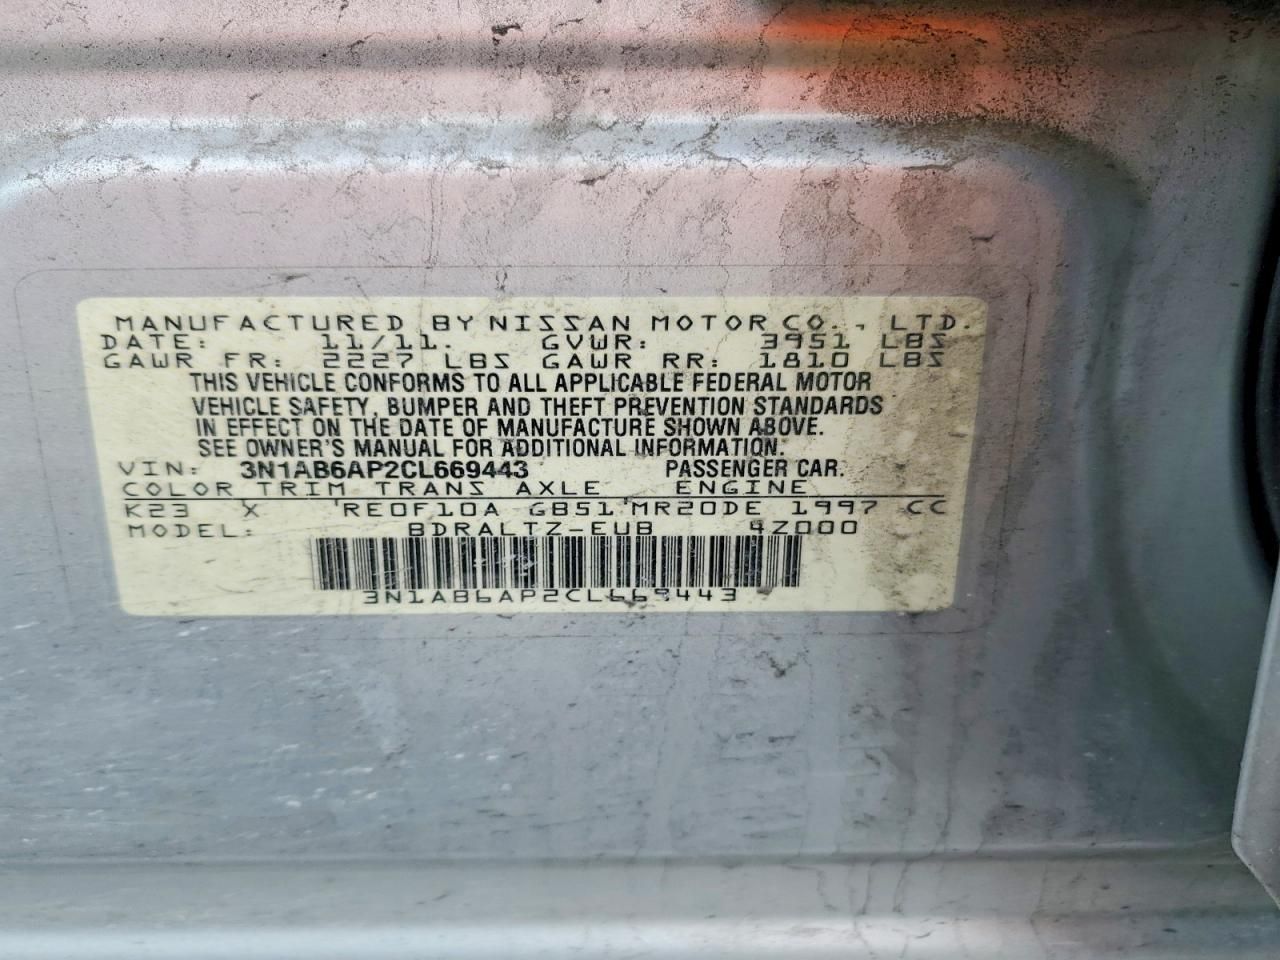 MANUFACTURED BY NISSAN MOTOR CO., LTD.
DATE: 11/11. GVWR: 3951 LBS
GAWR FR: 2227 LBS GAWR RR: 1810 LBS
THIS VEHICLE CONFORMS TO ALL APPLICABLE FEDERAL MOTOR
VEHICLE SAFETY, BUMPER AND THEFT PREVENTION STANDARDS
IN EFFECT ON THE DATE OF MANUFACTURE SHOWN ABOVE.
SEE OWNER'S MANUAL FOR ADDITIONAL INFORMATION.
VIN: 3N1AB6AP2CL669443 PASSENGER CAR.
COLOR TRIM TRANS AXLE ENGINE
K23 X RE0F10A GB51 MR20DE 1997 CC
MODEL: BDRALTZ-EUB 4Z000
3N1AB6AP2CL669443